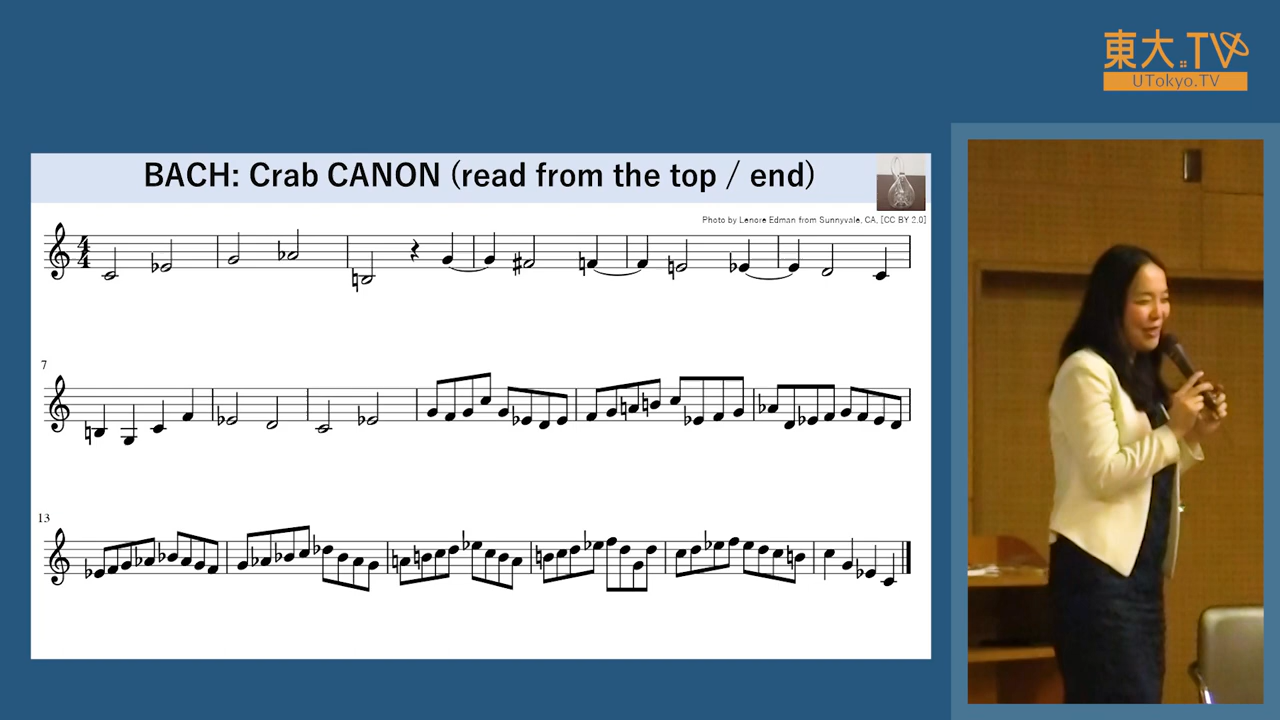 東大.TV
UTokyo.TV
BACH: Crab CANON (read from the top / end)
Photo by Lenore Edman from Sunnyvale, CA, [CC BY 2.0]
4
4
7
13